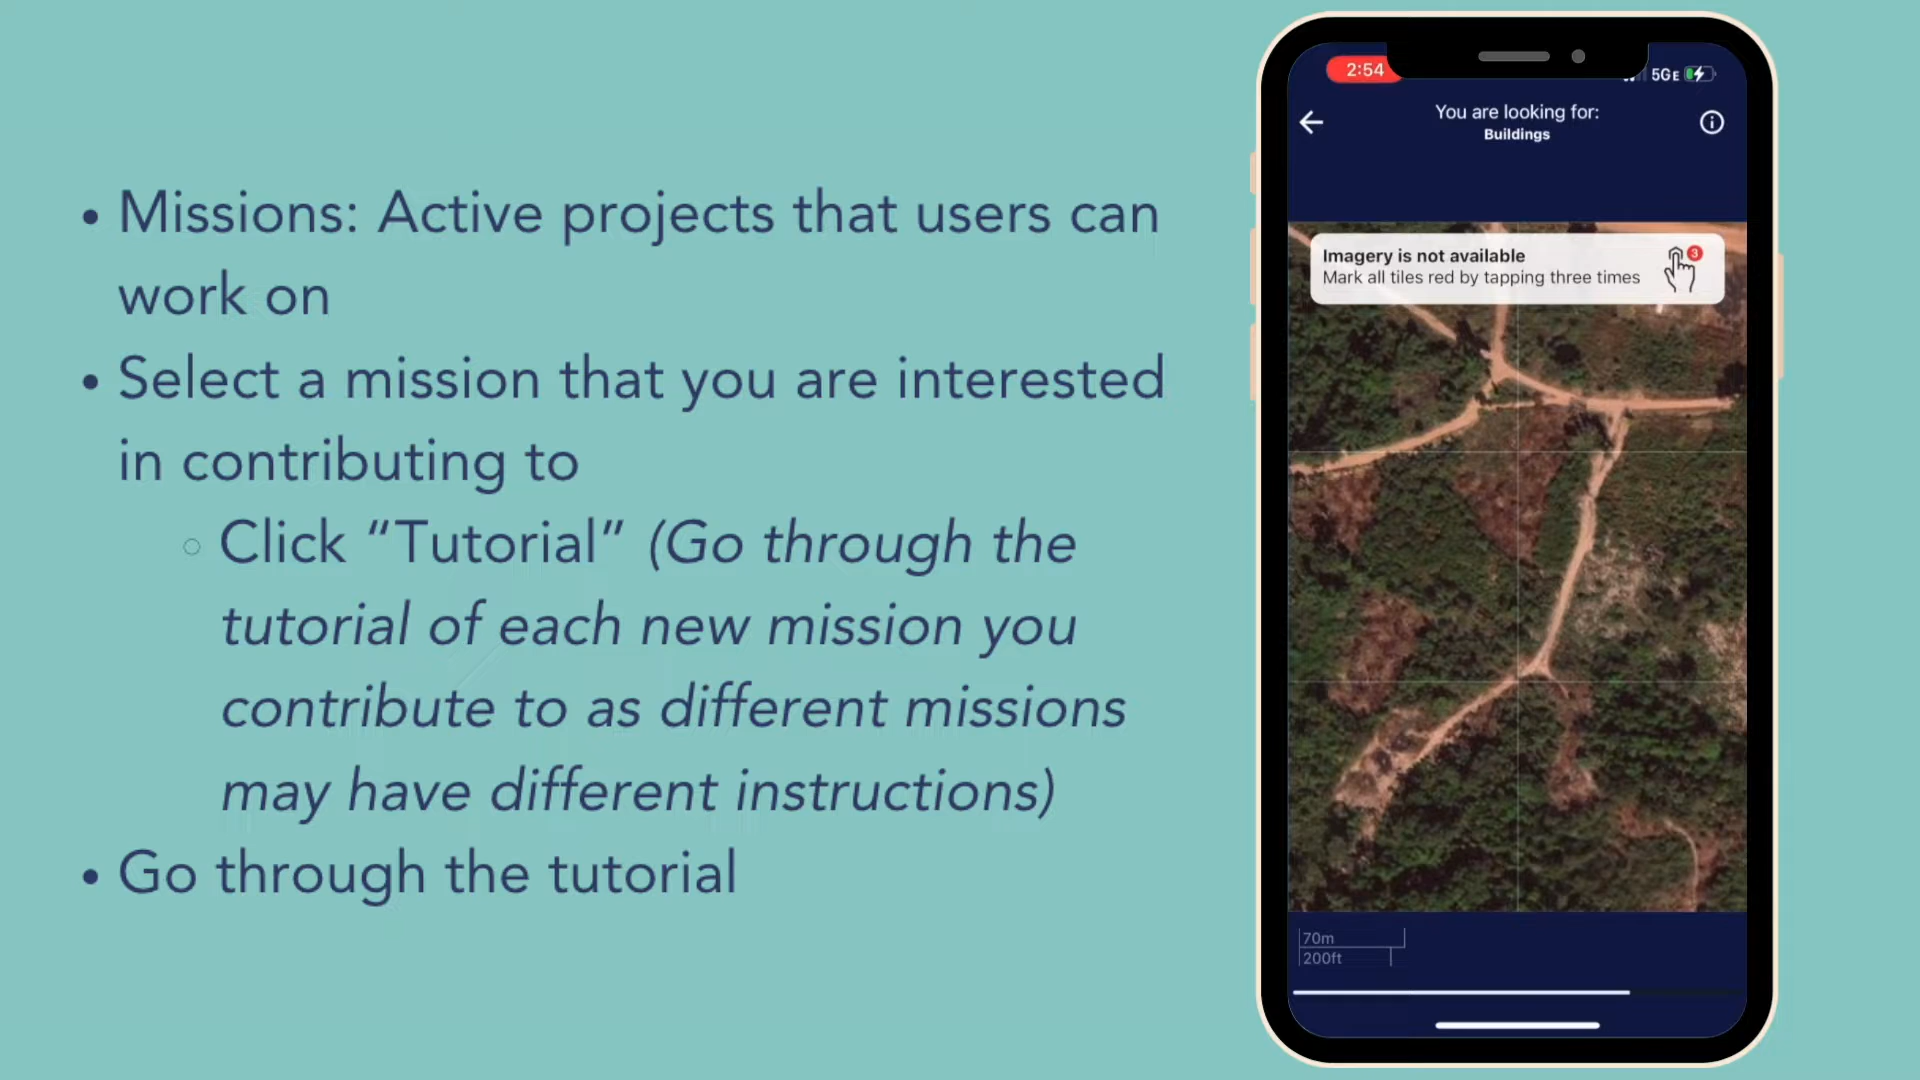 • Missions: Active projects that users can
work on
• Select a mission that you are interested
in contributing to
○ Click “Tutorial” (Go through the
tutorial of each new mission you
contribute to as different missions
may have different instructions)
• Go through the tutorial
2:54
5GE
You are looking for:
Buildings
Imagery is not available
3
Mark all tiles red by tapping three times
70m
200ft